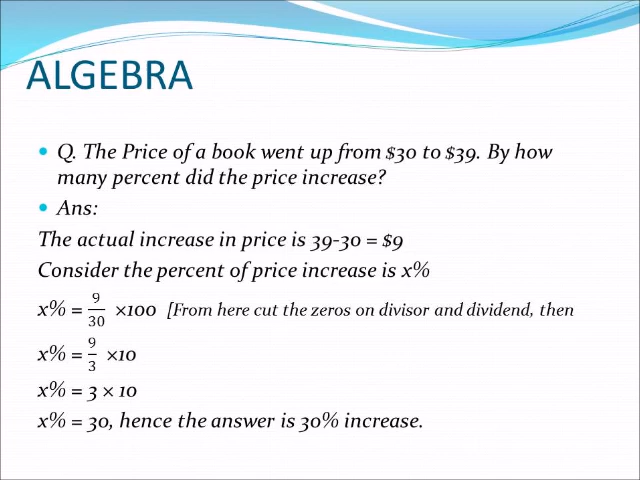 ALGEBRA
• Q. The Price of a book went up from $30 to $39. By how
many percent did the price increase?
• Ans:
The actual increase in price is 39-30 = $9
Consider the percent of price increase is x%
x% = 9/30 ×100 [From here cut the zeros on divisor and dividend, then
x% = 9/3 ×10
x% = 3 × 10
x% = 30, hence the answer is 30% increase.